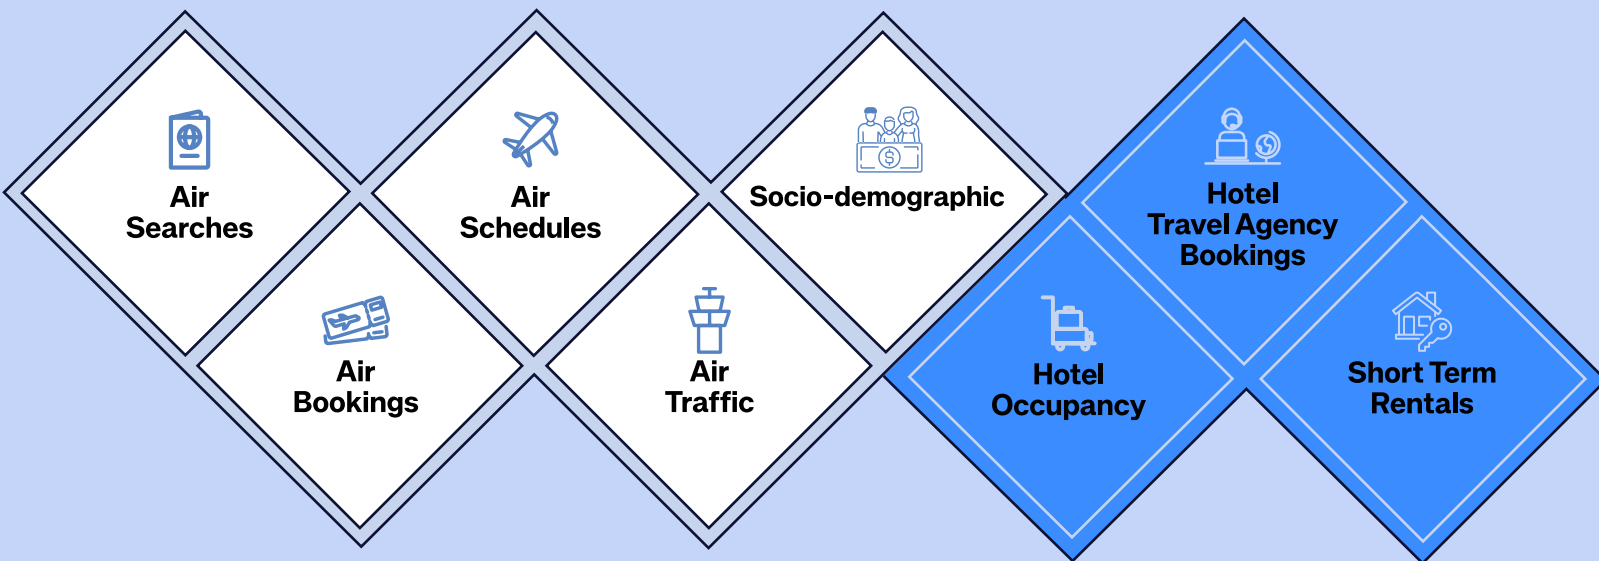 Air
Searches
Air
Bookings
Air
Schedules
Air
Traffic
Socio-demographic
$
Hotel
Occupancy
Hotel
Travel Agency
Bookings
Short Term
Rentals